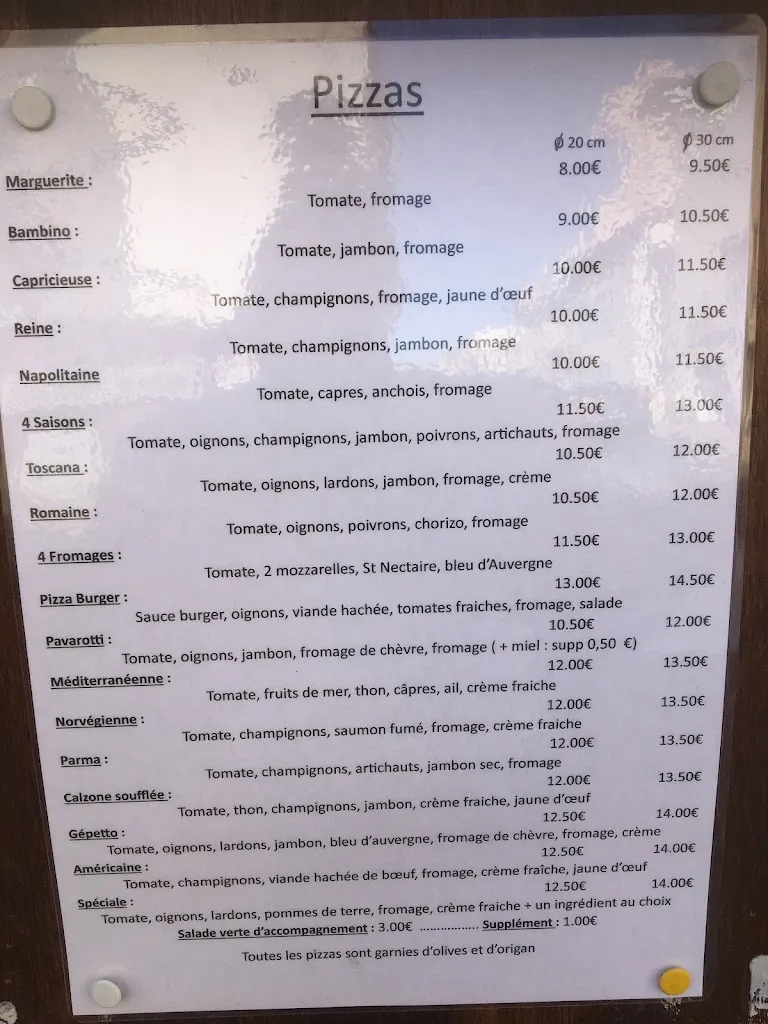 Pizzas
Ø 20 cm Ø 30 cm
Marguerite : 8.00€ 9.50€
Tomate, fromage
Bambino : 9.00€ 10.50€
Tomate, jambon, fromage
Capricieuse : 10.00€ 11.50€
Tomate, champignons, fromage, jaune d'œuf
Reine : 10.00€ 11.50€
Tomate, champignons, jambon, fromage
Napolitaine 10.00€ 11.50€
Tomate, capres, anchois, fromage
4 Saisons : 11.50€ 13.00€
Tomate, oignons, champignons, jambon, poivrons, artichauts, fromage
Toscana : 10.50€ 12.00€
Tomate, oignons, lardons, jambon, fromage, crème
Romaine : 10.50€ 12.00€
Tomate, oignons, poivrons, chorizo, fromage
4 Fromages : 11.50€ 13.00€
Tomate, 2 mozzarelles, St Nectaire, bleu d'Auvergne
Pizza Burger : 13.00€ 14.50€
Sauce burger, oignons, viande hachée, tomates fraiches, fromage, salade
Pavarotti : 10.50€ 12.00€
Tomate, oignons, jambon, fromage de chèvre, fromage ( + miel : supp 0,50 €)
Méditerranéenne : 12.00€ 13.50€
Tomate, fruits de mer, thon, câpres, ail, crème fraiche
Norvégienne : 12.00€ 13.50€
Tomate, champignons, saumon fumé, fromage, crème fraiche
Parma : 12.00€ 13.50€
Tomate, champignons, artichauts, jambon sec, fromage
Calzone soufflée : 12.00€ 13.50€
Tomate, thon, champignons, jambon, crème fraiche, jaune d'œuf
Gépetto : 12.50€ 14.00€
Tomate, oignons, lardons, jambon, bleu d'auvergne, fromage de chèvre, fromage, crème
Américaine : 12.50€ 14.00€
Tomate, champignons, viande hachée de bœuf, fromage, crème fraîche, jaune d'œuf
Spéciale : 12.50€ 14.00€
Tomate, oignons, lardons, pommes de terre, fromage, crème fraiche + un ingrédient au choix
Salade verte d'accompagnement : 3.00€ ................. Supplément : 1.00€
Toutes les pizzas sont garnies d'olives et d'origan